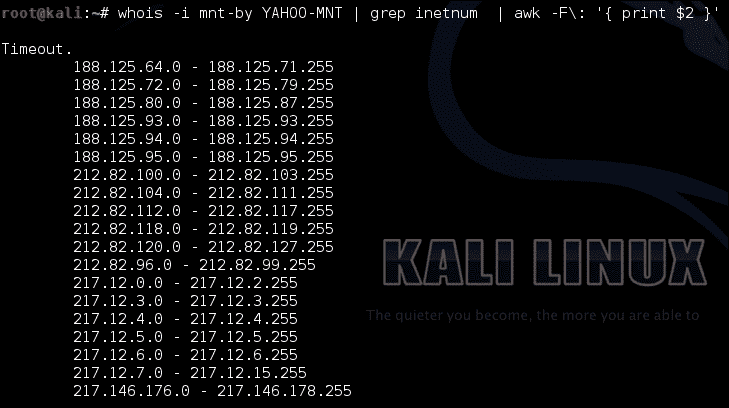 root@kali:~# whois -i mnt-by YAHOO-MNT | grep inetnum  | awk -F\: '{ print $2 }'
Timeout.
188.125.64.0 - 188.125.71.255
188.125.72.0 - 188.125.79.255
188.125.80.0 - 188.125.87.255
188.125.93.0 - 188.125.93.255
188.125.94.0 - 188.125.94.255
188.125.95.0 - 188.125.95.255
212.82.100.0 - 212.82.103.255
212.82.104.0 - 212.82.111.255
212.82.112.0 - 212.82.117.255
212.82.118.0 - 212.82.119.255
212.82.120.0 - 212.82.127.255
212.82.96.0 - 212.82.99.255
217.12.0.0 - 217.12.2.255
217.12.3.0 - 217.12.3.255
217.12.4.0 - 217.12.4.255
217.12.5.0 - 217.12.5.255
217.12.6.0 - 217.12.6.255
217.12.7.0 - 217.12.15.255
217.146.176.0 - 217.146.178.255
KALI LINUX
The quieter you become, the more you are able to